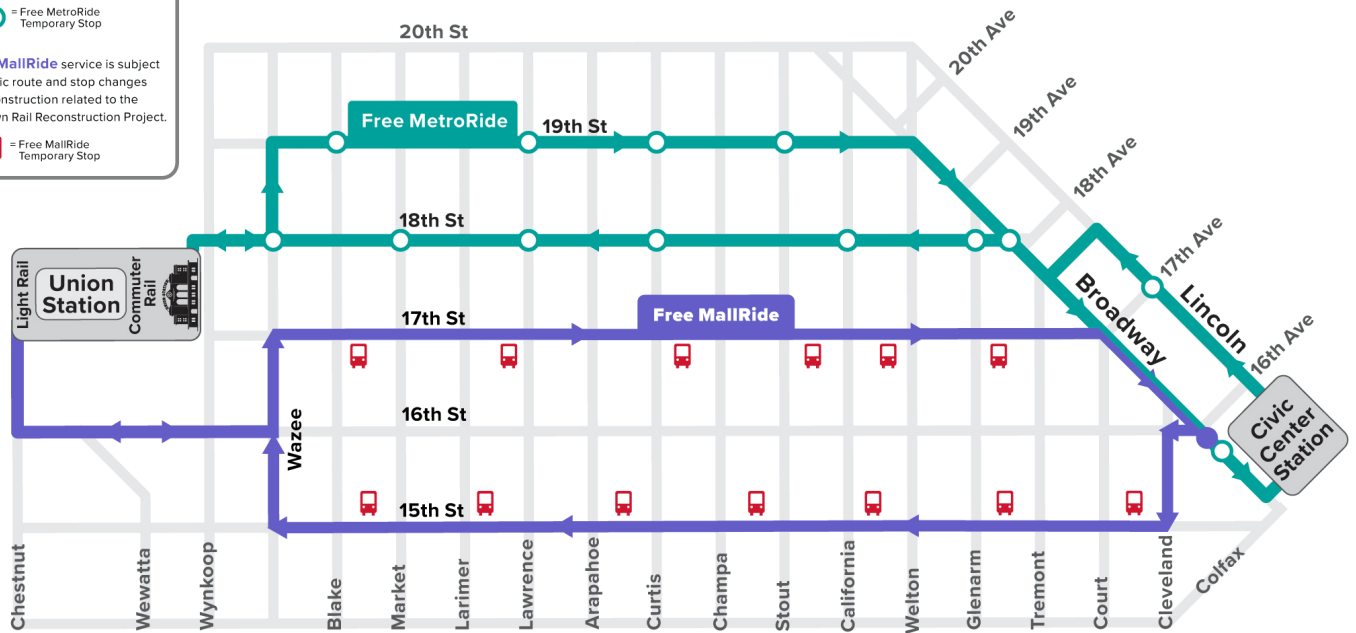 = Free MetroRide
Temporary Stop
MallRide service is subject
route and stop changes
related to the
Rail Reconstruction Project.
= Free MallRide
Temporary Stop
20th St
20th Ave
Free MetroRide
19th St
19th Ave
18th Ave
18th St
17th Ave
Light Rail
Union
Station
Commuter
Rail
17th St
Free MallRide
Broadway
Lincoln
16th Ave
16th St
Wazee
Civic
Center
Station
15th St
Chestnut
Wewatta
Wynkoop
Blake
Market
Larimer
Lawrence
Arapahoe
Curtis
Champa
Stout
California
Welton
Glenarm
Tremont
Court
Cleveland
Colfax